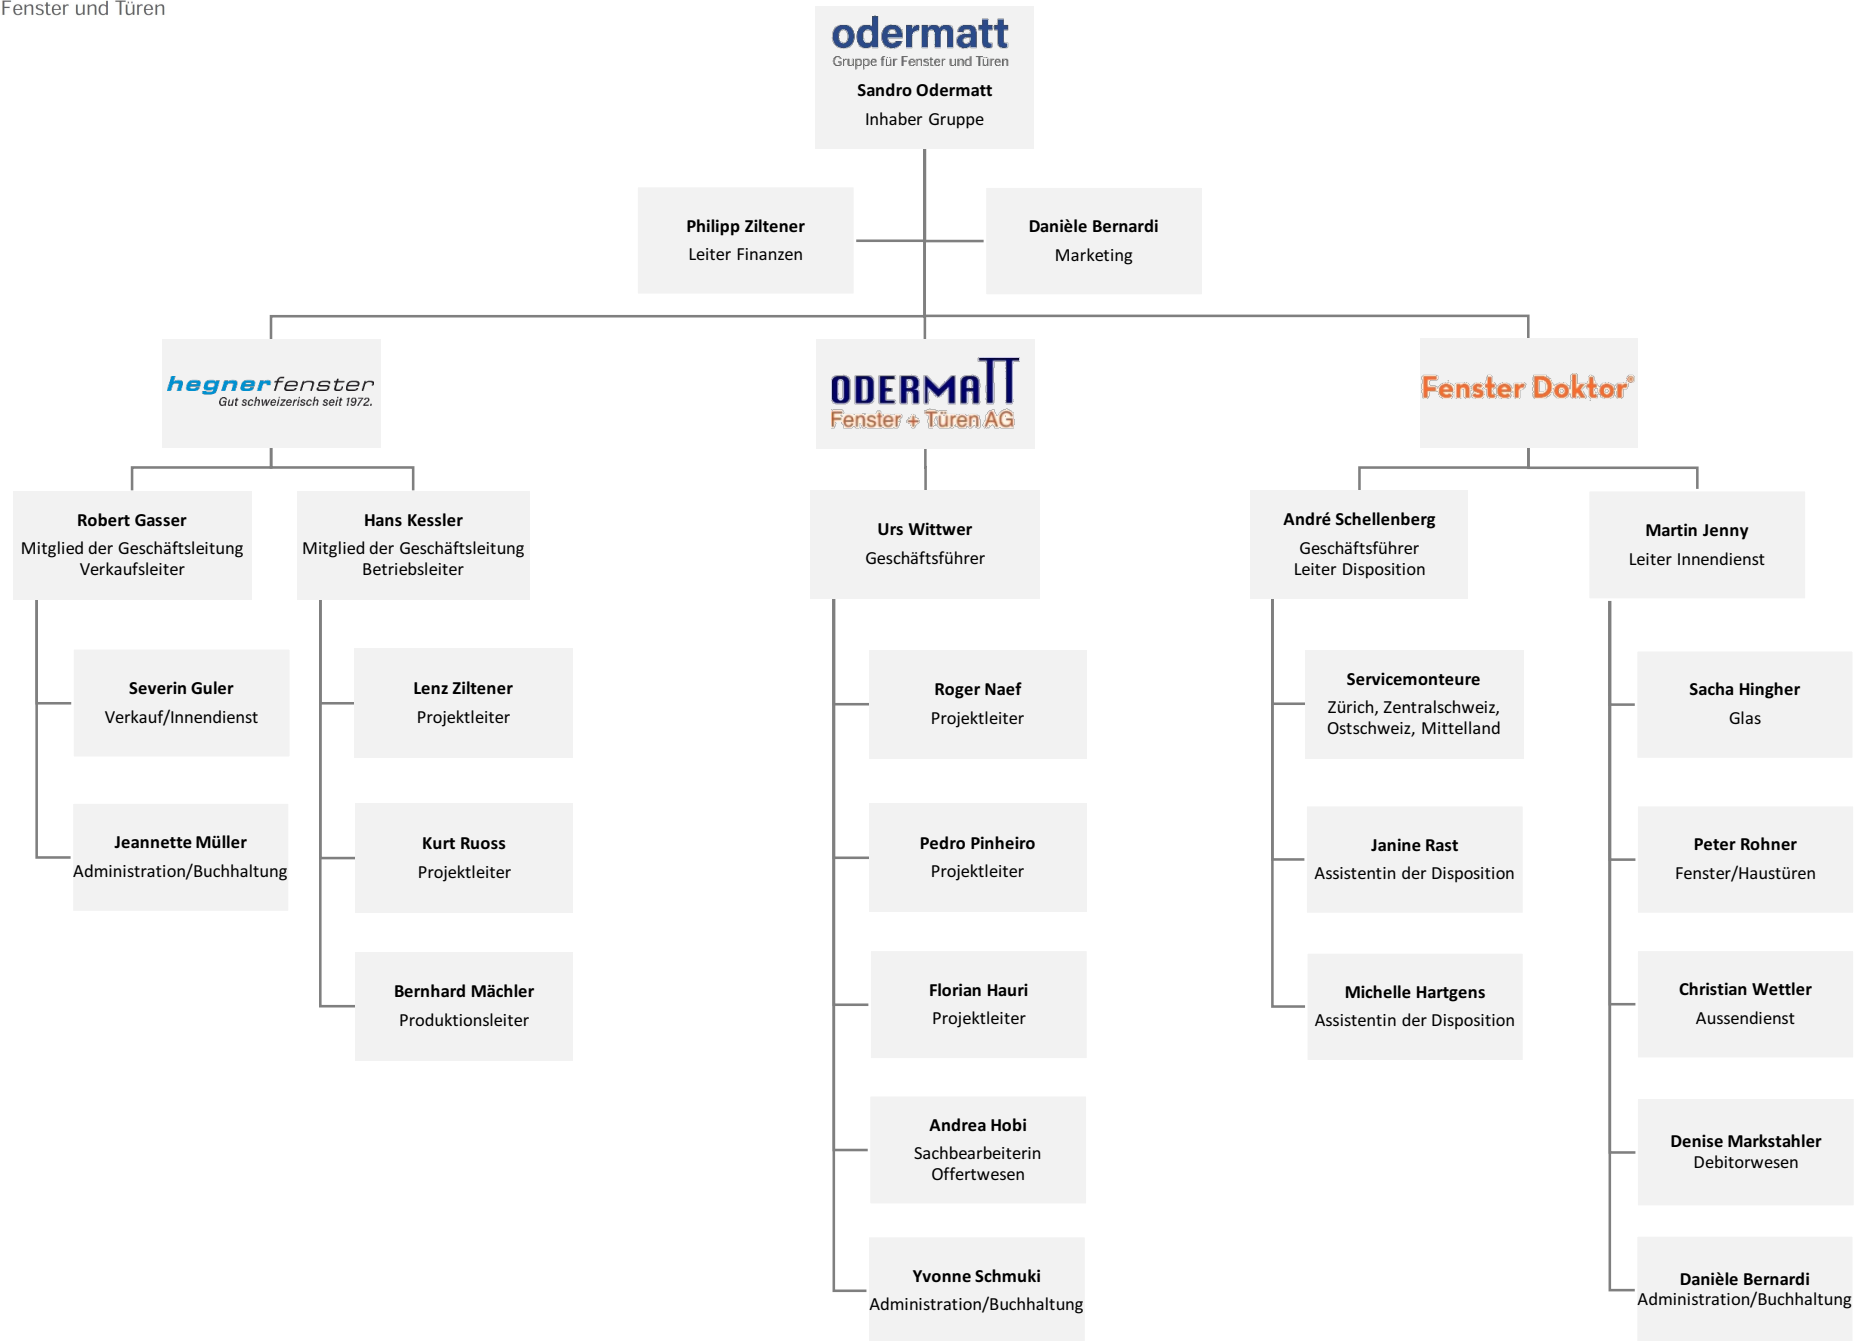 Fenster und Türen
odermatt
Gruppe für Fenster und Türen
Sandro Odermatt
Inhaber Gruppe
Philipp Ziltener
Leiter Finanzen
Danièle Bernardi
Marketing
hegnerfenster
Gut schweizerisch seit 1972.
ODERMATT
Fenster + Türen AG
Fenster Doktor®
Robert Gasser
Mitglied der Geschäftsleitung
Verkaufsleiter
Hans Kessler
Mitglied der Geschäftsleitung
Betriebsleiter
Urs Wittwer
Geschäftsführer
André Schellenberg
Geschäftsführer
Leiter Disposition
Martin Jenny
Leiter Innendienst
Severin Guler
Verkauf/Innendienst
Jeannette Müller
Administration/Buchhaltung
Lenz Ziltener
Projektleiter
Kurt Ruoss
Projektleiter
Bernhard Mächler
Produktionsleiter
Roger Naef
Projektleiter
Pedro Pinheiro
Projektleiter
Florian Hauri
Projektleiter
Andrea Hobi
Sachbearbeiterin
Offertwesen
Yvonne Schmuki
Administration/Buchhaltung
Servicemonteure
Zürich, Zentralschweiz,
Ostschweiz, Mittelland
Janine Rast
Assistentin der Disposition
Michelle Hartgens
Assistentin der Disposition
Sacha Hingher
Glas
Peter Rohner
Fenster/Haustüren
Christian Wettler
Aussendienst
Denise Markstahler
Debitorwesen
Danièle Bernardi
Administration/Buchhaltung